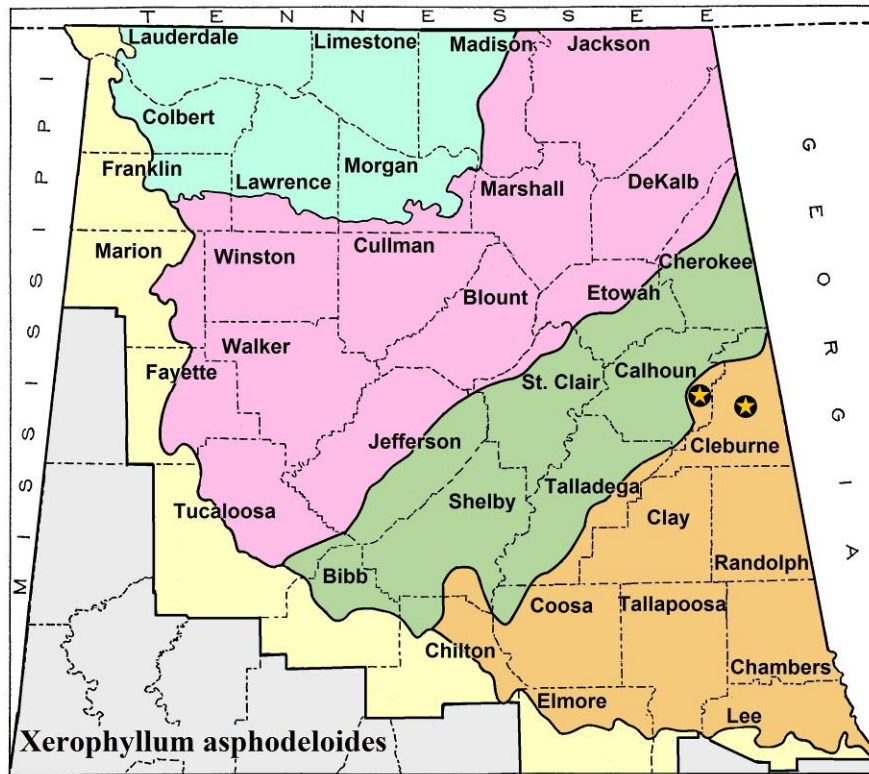 TENNESSEE
Lauderdale Limestone Madison Jackson
Colbert
Franklin Lawrence Morgan Marshall DeKalb
Marion Winston Cullman Cherokee
Blount Etowah
Walker
Fayette St. Clair Calhoun
Jefferson Cleburne
Tucaloosa Shelby Talladega
Clay
Bibb Randolph
Coosa Tallapoosa
Chilton Chambers
Elmore Lee
MISSISSIPPI
GEORGIA
Xerophyllum asphodeloides